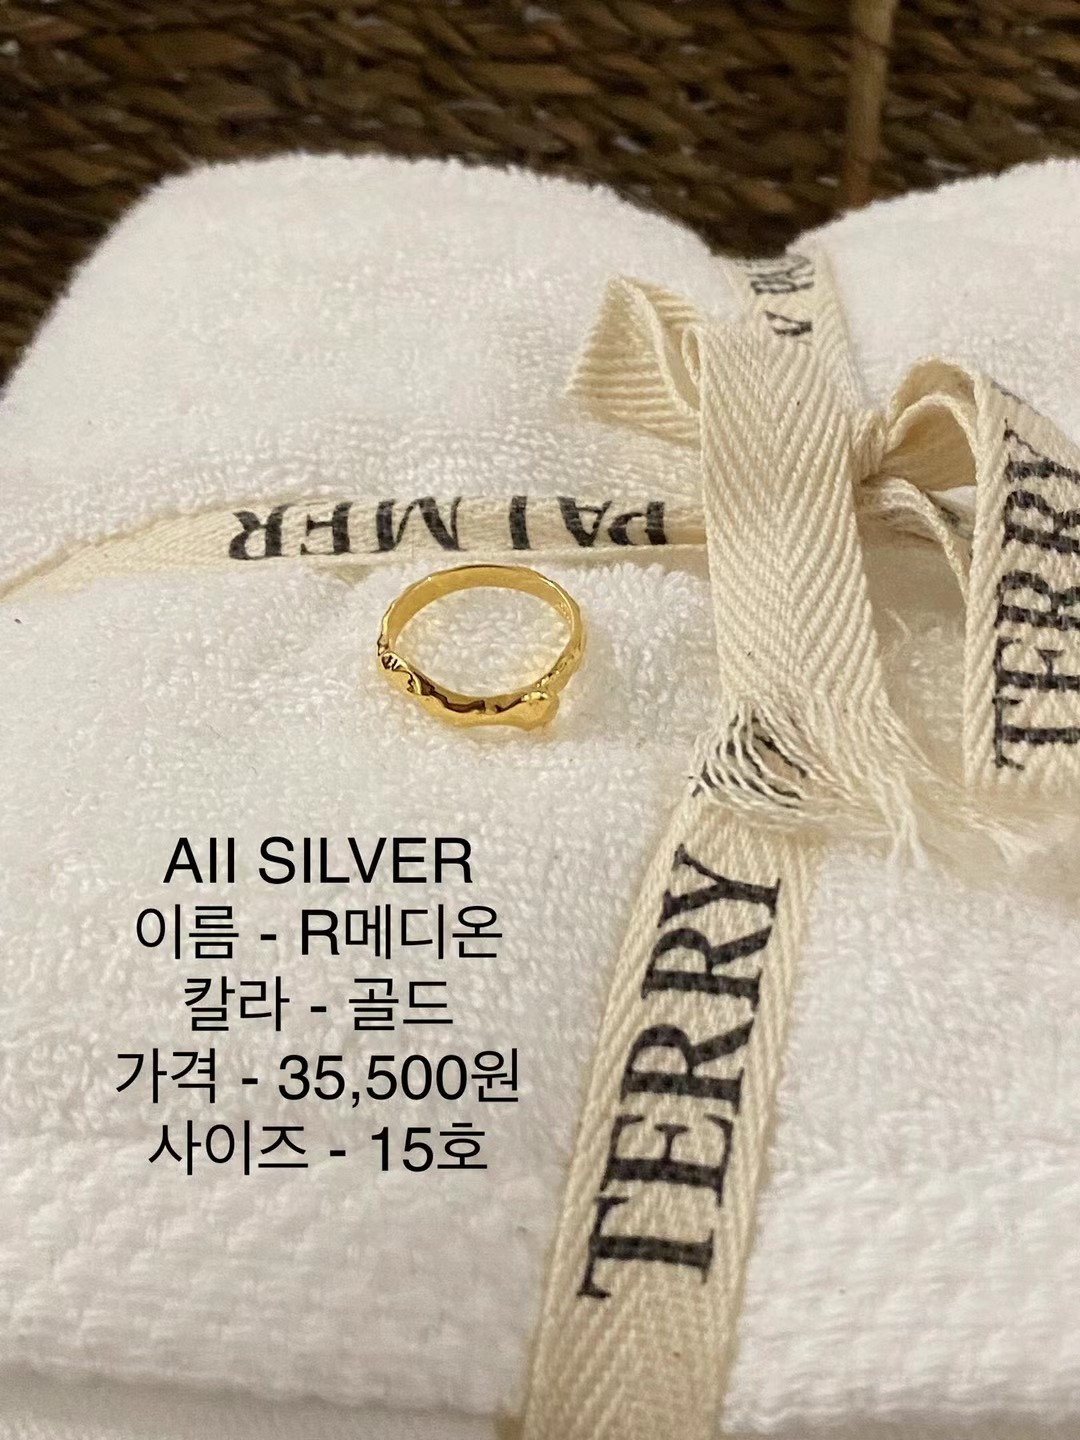 Y PAL
PALMER
TERRY
TERRY
All SILVER
이름 - R메디온
칼라 - 골드
가격 - 35,500원
사이즈 - 15호